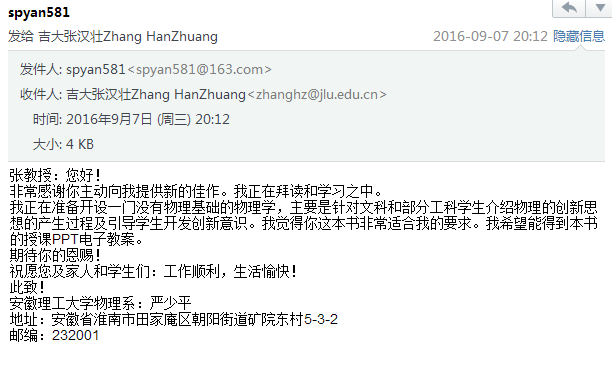 spyan581
发给 吉大张汉壮Zhang HanZhuang 2016-09-07 20:12 隐藏信息
发件人: spyan581<spyan581@163.com>
收件人: 吉大张汉壮Zhang HanZhuang<zhanghz@jlu.edu.cn>
时间: 2016年9月7日 (周三) 20:12
大小: 4 KB
张教授：您好！
非常感谢你主动向我提供新的佳作。我正在拜读和学习之中。
我正在准备开设一门没有物理基础的物理学，主要是针对文科和部分工科学生介绍物理的创新思
想的产生过程及引导学生开发创新意识。我觉得你这本书非常适合我的要求。我希望能得到本书
的授课PPT电子教案。
期待你的恩赐！
祝愿您及家人和学生们：工作顺利，生活愉快！
此致！
安徽理工大学物理系：严少平
地址：安徽省淮南市田家庵区朝阳街道矿院东村5-3-2
邮编：232001